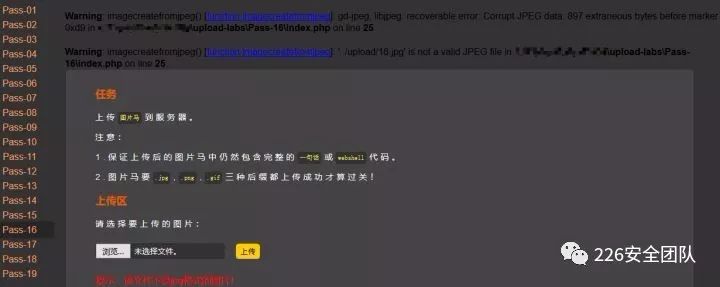 Pass-01
Pass-02
Pass-03
Pass-04
Pass-05
Pass-06
Pass-07
Pass-08
Pass-09
Pass-10
Pass-11
Pass-12
Pass-13
Pass-14
Pass-15
Pass-16
Pass-17
Pass-18
Pass-19
Warning: imagecreatefromjpeg() [function.imagecreatefromjpeg]: gd-jpeg, libjpeg: recoverable error: Corrupt JPEG data: 897 extraneous bytes before marker
0xd9 in \upload-labs\Pass-16\index.php on line 25
Warning: imagecreatefromjpeg() [function.imagecreatefromjpeg]: '../upload/16.jpg' is not a valid JPEG file in \upload-labs\Pass-
16\index.php on line 25
任务
上传 图片马 到服务器。
注意：
1.保证上传后的图片马中仍然包含完整的 一句话 或 webshell 代码。
2.图片马要 .jpg , .png , .gif 三种后缀都上传成功才算过关！
上传区
请选择要上传的图片：
浏览... 未选择文件。 上传
226安全团队